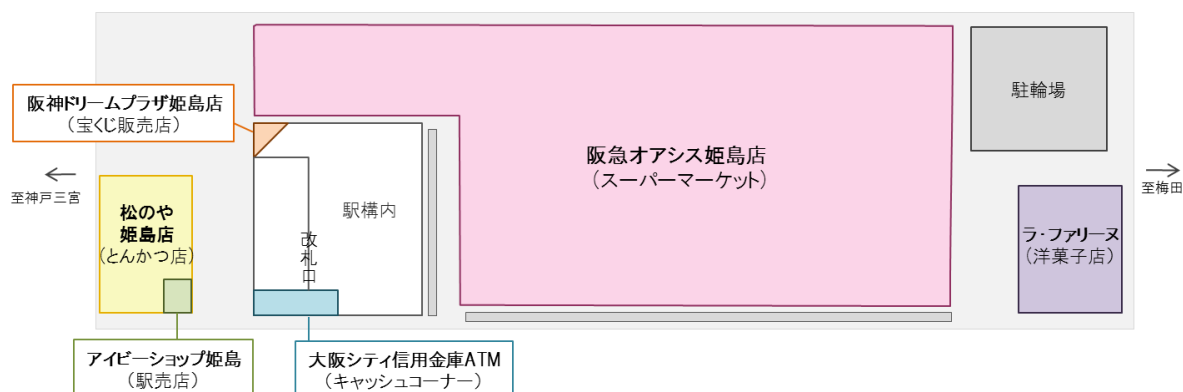 阪神ドリームプラザ姫島店
（宝くじ販売店）
駐輪場
阪急オアシス姫島店
（スーパーマーケット）
至神戸三宮
至梅田
松のや
姫島店
（とんかつ店）
駅構内
改札口
ラ・ファリーヌ
（洋菓子店）
アイビーショップ姫島
（駅売店）
大阪シティ信用金庫ATM
（キャッシュコーナー）